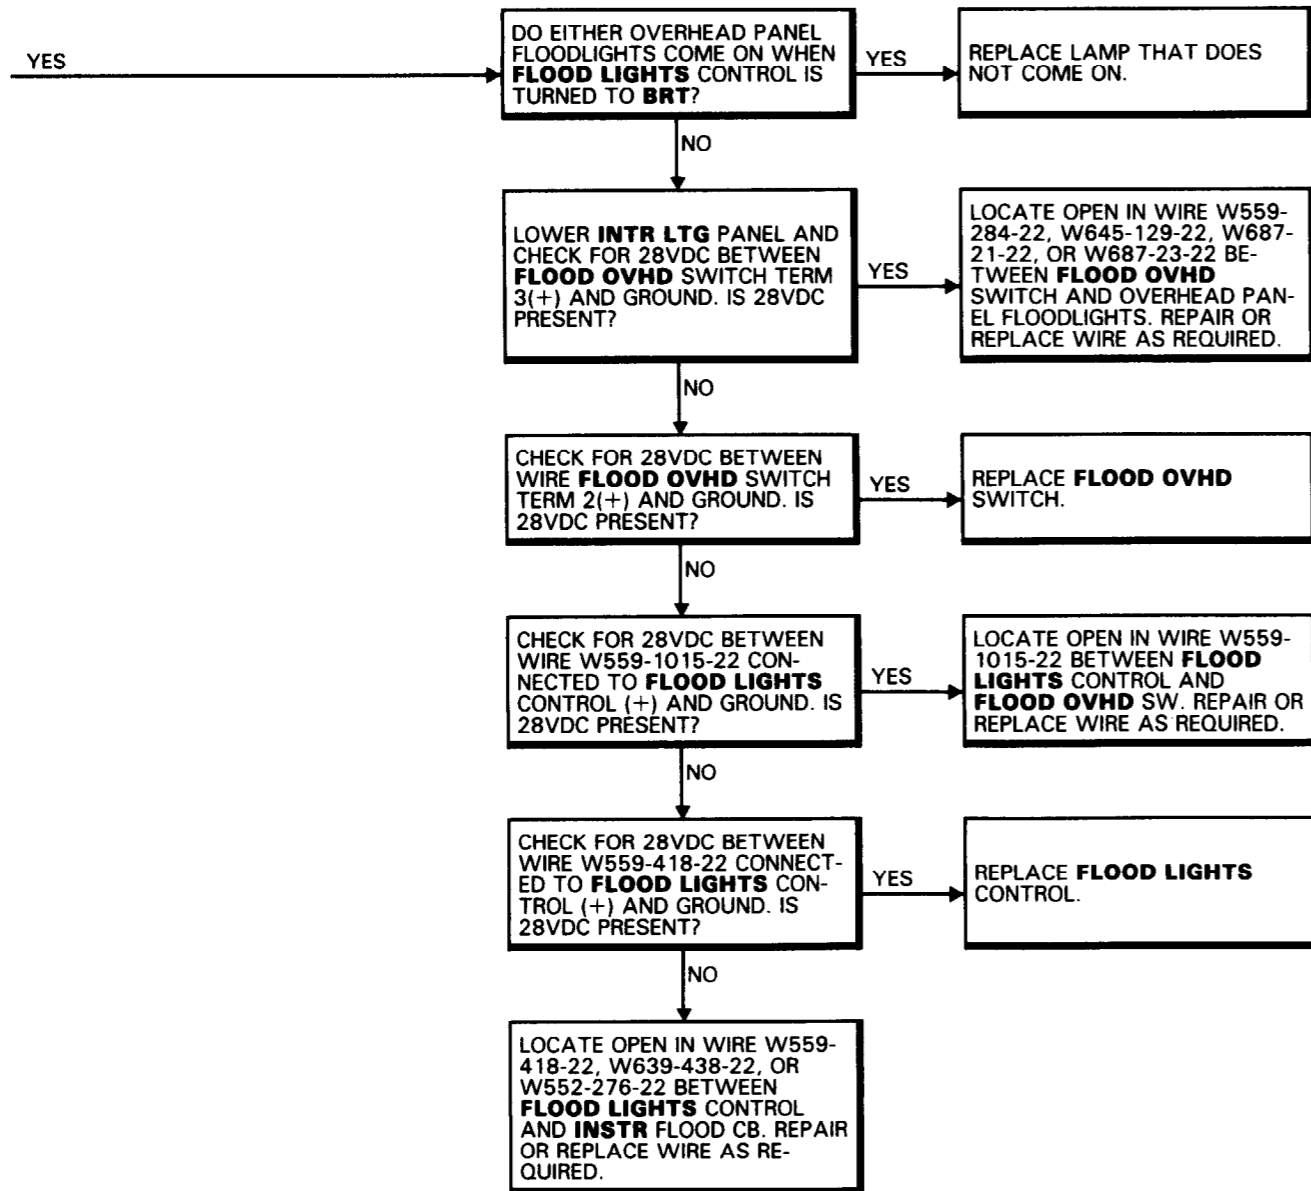 YES
DO EITHER OVERHEAD PANEL
FLOODLIGHTS COME ON WHEN
FLOOD LIGHTS CONTROL IS
TURNED TO BRT?
YES
REPLACE LAMP THAT DOES
NOT COME ON.
NO
LOWER INTR LTG PANEL AND
CHECK FOR 28VDC BETWEEN
FLOOD OVHD SWITCH TERM
3(+) AND GROUND. IS 28VDC
PRESENT?
YES
LOCATE OPEN IN WIRE W559-
284-22, W645-129-22, W687-
21-22, OR W687-23-22 BE-
TWEEN FLOOD OVHD
SWITCH AND OVERHEAD PAN-
EL FLOODLIGHTS. REPAIR OR
REPLACE WIRE AS REQUIRED.
NO
CHECK FOR 28VDC BETWEEN
WIRE FLOOD OVHD SWITCH
TERM 2(+) AND GROUND. IS
28VDC PRESENT?
YES
REPLACE FLOOD OVHD
SWITCH.
NO
CHECK FOR 28VDC BETWEEN
WIRE W559-1015-22 CON-
NECTED TO FLOOD LIGHTS
CONTROL (+) AND GROUND. IS
28VDC PRESENT?
YES
LOCATE OPEN IN WIRE W559-
1015-22 BETWEEN FLOOD
LIGHTS CONTROL AND
FLOOD OVHD SW. REPAIR OR
REPLACE WIRE AS REQUIRED.
NO
CHECK FOR 28VDC BETWEEN
WIRE W559-418-22 CONNECT-
ED TO FLOOD LIGHTS CON-
TROL (+) AND GROUND. IS
28VDC PRESENT?
YES
REPLACE FLOOD LIGHTS
CONTROL.
NO
LOCATE OPEN IN WIRE W559-
418-22, W639-438-22, OR
W552-276-22 BETWEEN
FLOOD LIGHTS CONTROL
AND INSTR FLOOD CB. REPAIR
OR REPLACE WIRE AS RE-
QUIRED.